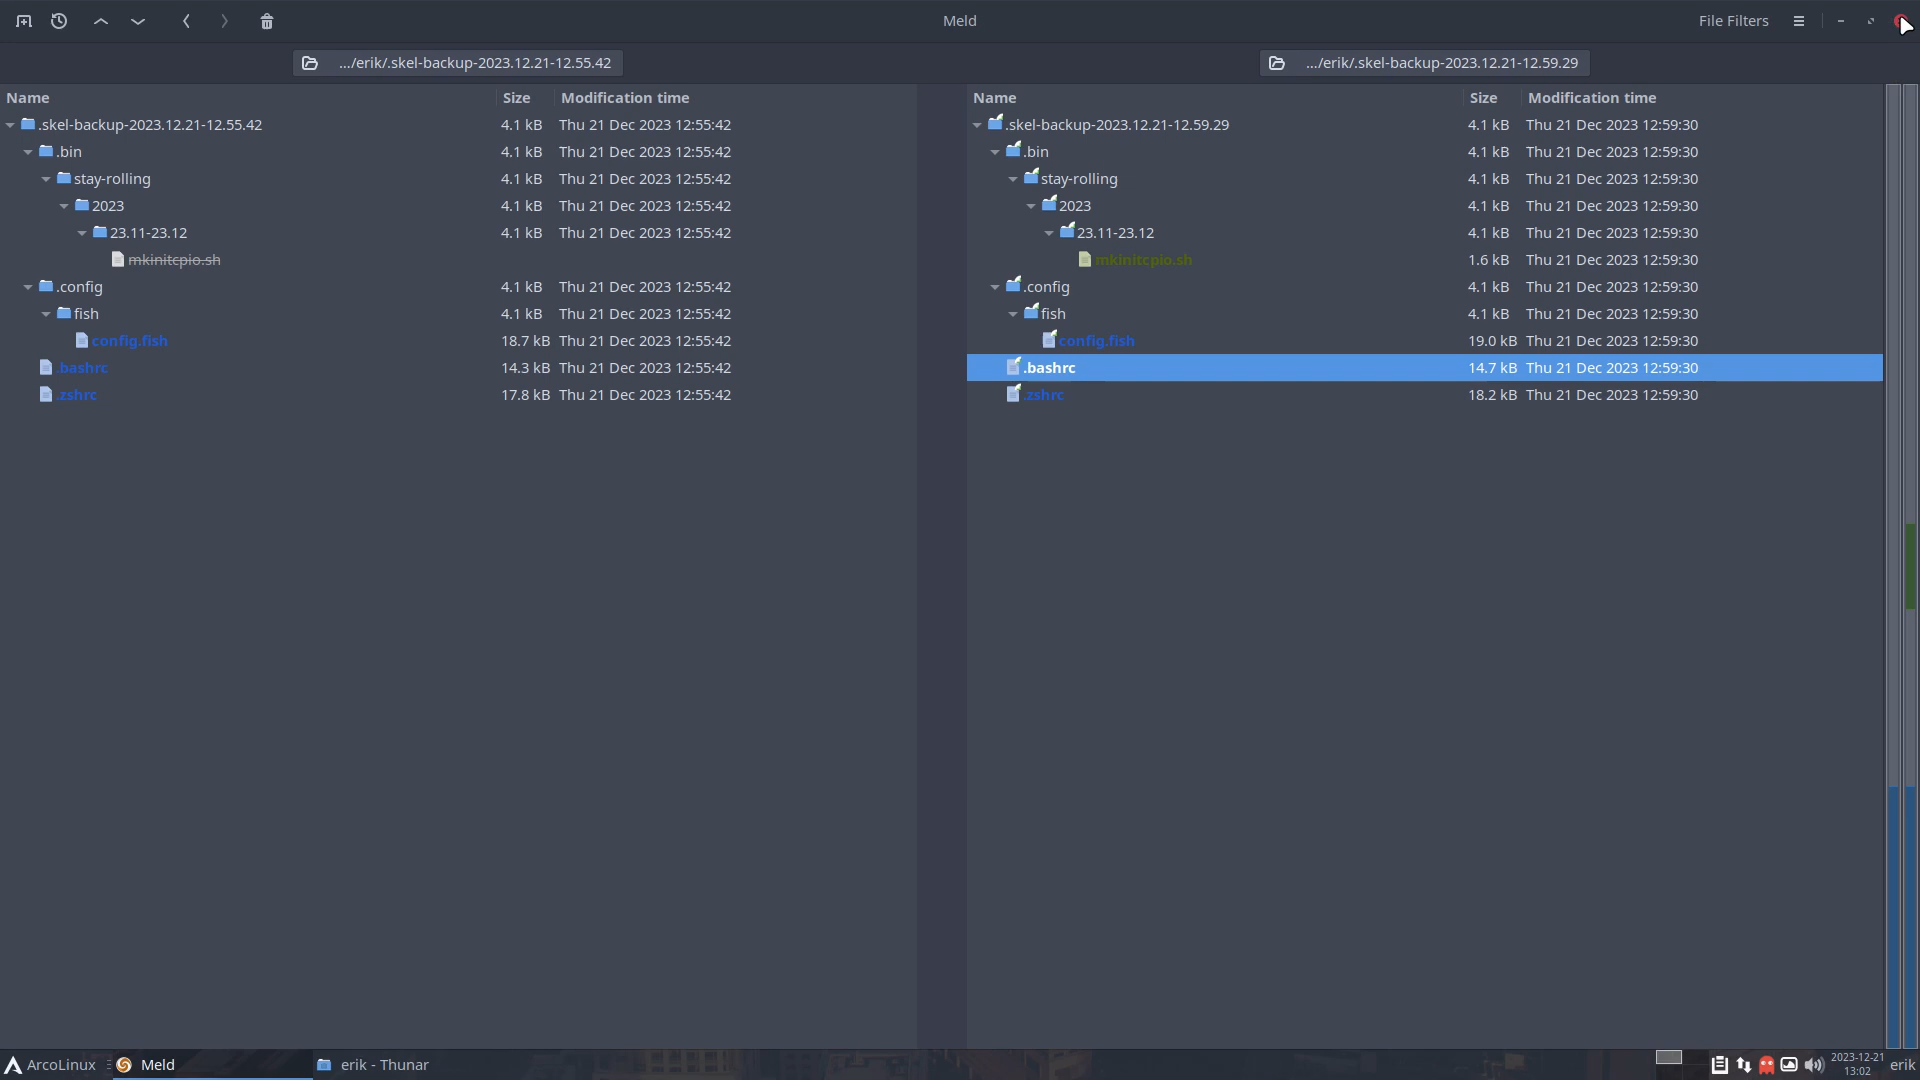 Meld
File Filters
.../erik/.skel-backup-2023.12.21-12.55.42
.../erik/.skel-backup-2023.12.21-12.59.29
Name Size Modification time
.skel-backup-2023.12.21-12.55.42 4.1 kB Thu 21 Dec 2023 12:55:42
.bin 4.1 kB Thu 21 Dec 2023 12:55:42
stay-rolling 4.1 kB Thu 21 Dec 2023 12:55:42
2023 4.1 kB Thu 21 Dec 2023 12:55:42
23.11-23.12 4.1 kB Thu 21 Dec 2023 12:55:42
mkinitcpio.sh
.config 4.1 kB Thu 21 Dec 2023 12:55:42
fish 4.1 kB Thu 21 Dec 2023 12:55:42
config.fish 18.7 kB Thu 21 Dec 2023 12:55:42
.bashrc 14.3 kB Thu 21 Dec 2023 12:55:42
.zshrc 17.8 kB Thu 21 Dec 2023 12:55:42
Name Size Modification time
.skel-backup-2023.12.21-12.59.29 4.1 kB Thu 21 Dec 2023 12:59:30
.bin 4.1 kB Thu 21 Dec 2023 12:59:30
stay-rolling 4.1 kB Thu 21 Dec 2023 12:59:30
2023 4.1 kB Thu 21 Dec 2023 12:59:30
23.11-23.12 4.1 kB Thu 21 Dec 2023 12:59:30
mkinitcpio.sh 1.6 kB Thu 21 Dec 2023 12:59:30
.config 4.1 kB Thu 21 Dec 2023 12:59:30
fish 4.1 kB Thu 21 Dec 2023 12:59:30
config.fish 19.0 kB Thu 21 Dec 2023 12:59:30
.bashrc 14.7 kB Thu 21 Dec 2023 12:59:30
.zshrc 18.2 kB Thu 21 Dec 2023 12:59:30
ArcoLinux
Meld
erik - Thunar
2023-12-21
13:02
erik